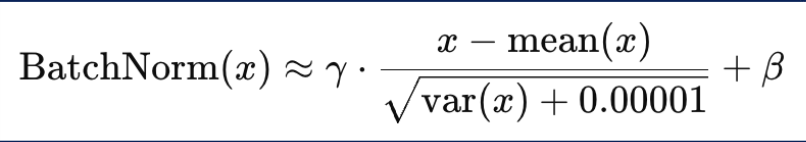 BatchNorm(x) ≈ γ · (x − mean(x)) / √(var(x) + 0.00001) + β